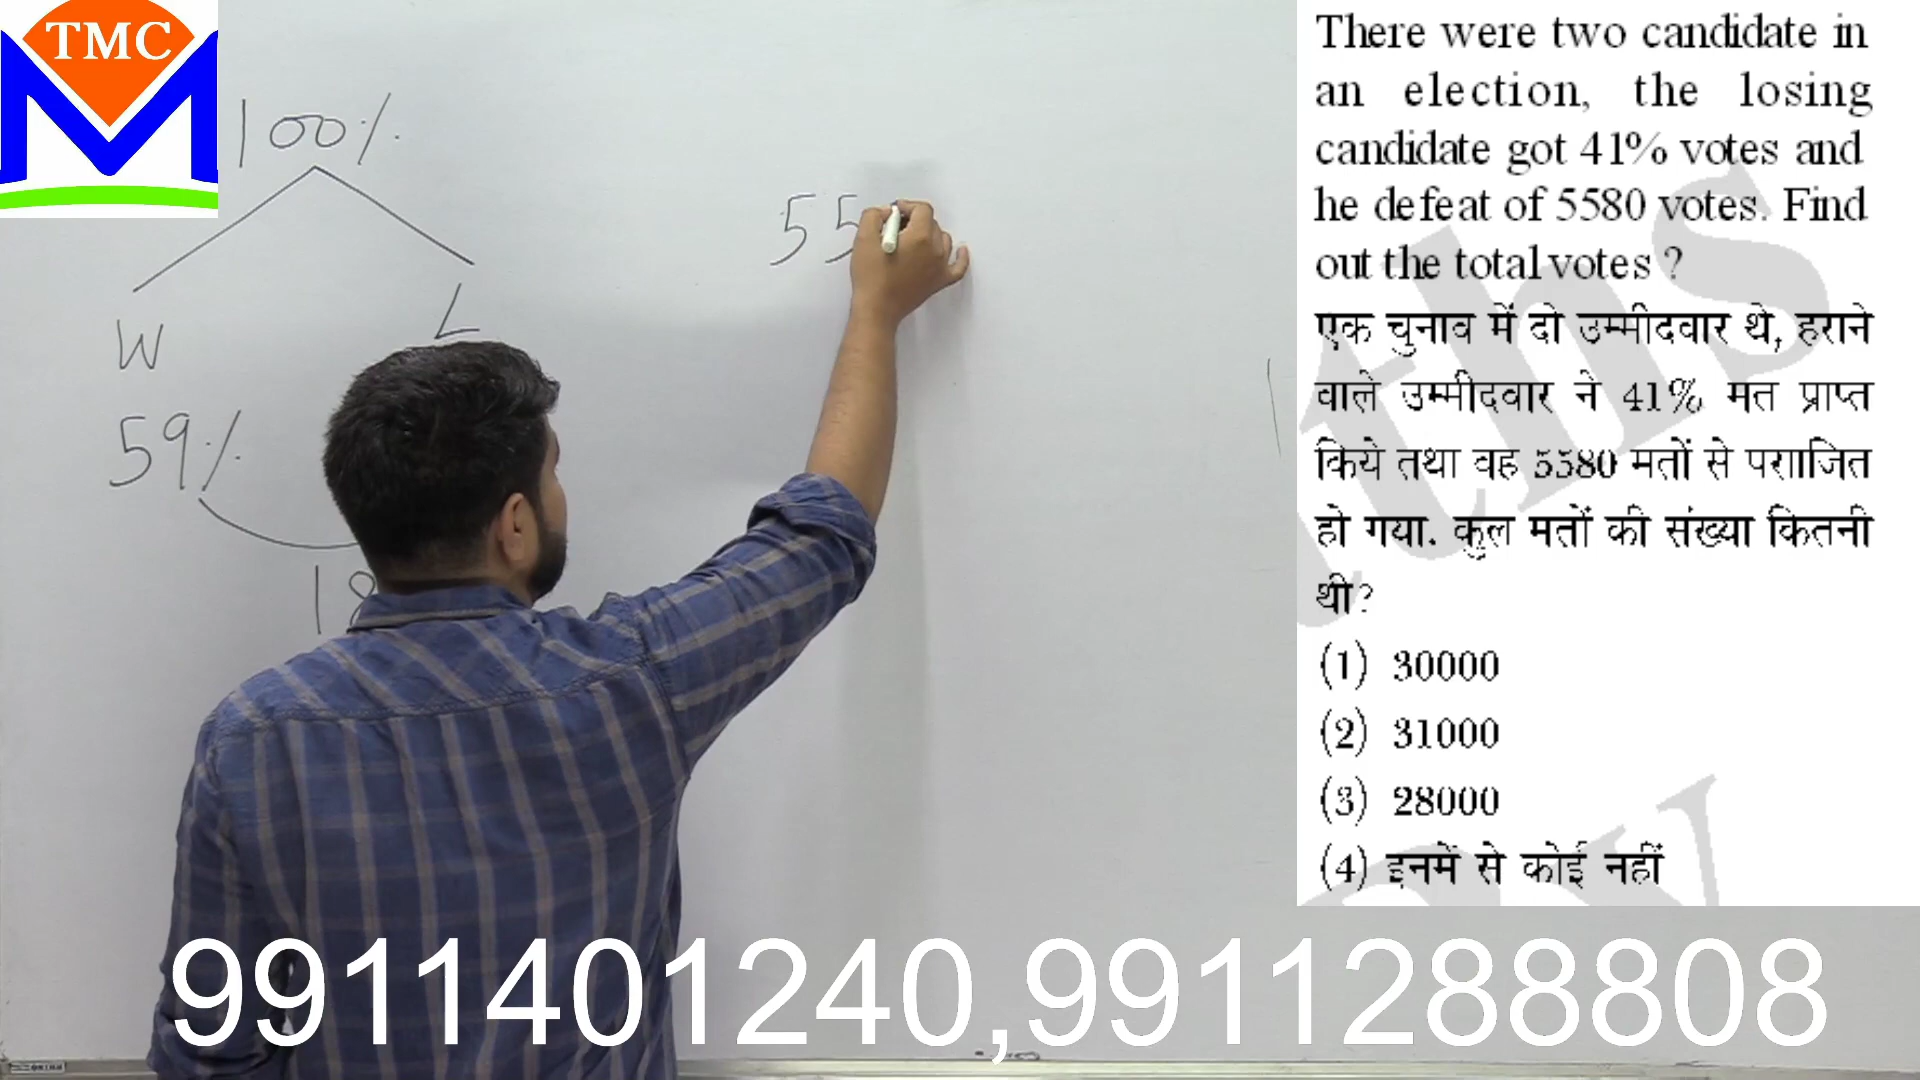 TMC
100%
W
L
59%
18
55
There were two candidate in
an election, the losing
candidate got 41% votes and
he defeat of 5580 votes. Find
out the total votes ?
एक चुनाव में दो उम्मीदवार थे, हराने
वाले उम्मीदवार ने 41% मत प्राप्त
किये तथा वह 5580 मतों से पराजित
हो गया. कुल मतों की संख्या कितनी
थी?
(1) 30000
(2) 31000
(3) 28000
(4) इनमें से कोई नहीं
9911401240,9911288808